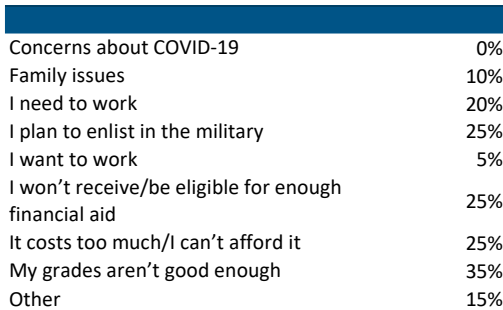 Concerns about COVID-19 0%
Family issues 10%
I need to work 20%
I plan to enlist in the military 25%
I want to work 5%
I won’t receive/be eligible for enough
financial aid 25%
It costs too much/I can’t afford it 25%
My grades aren’t good enough 35%
Other 15%